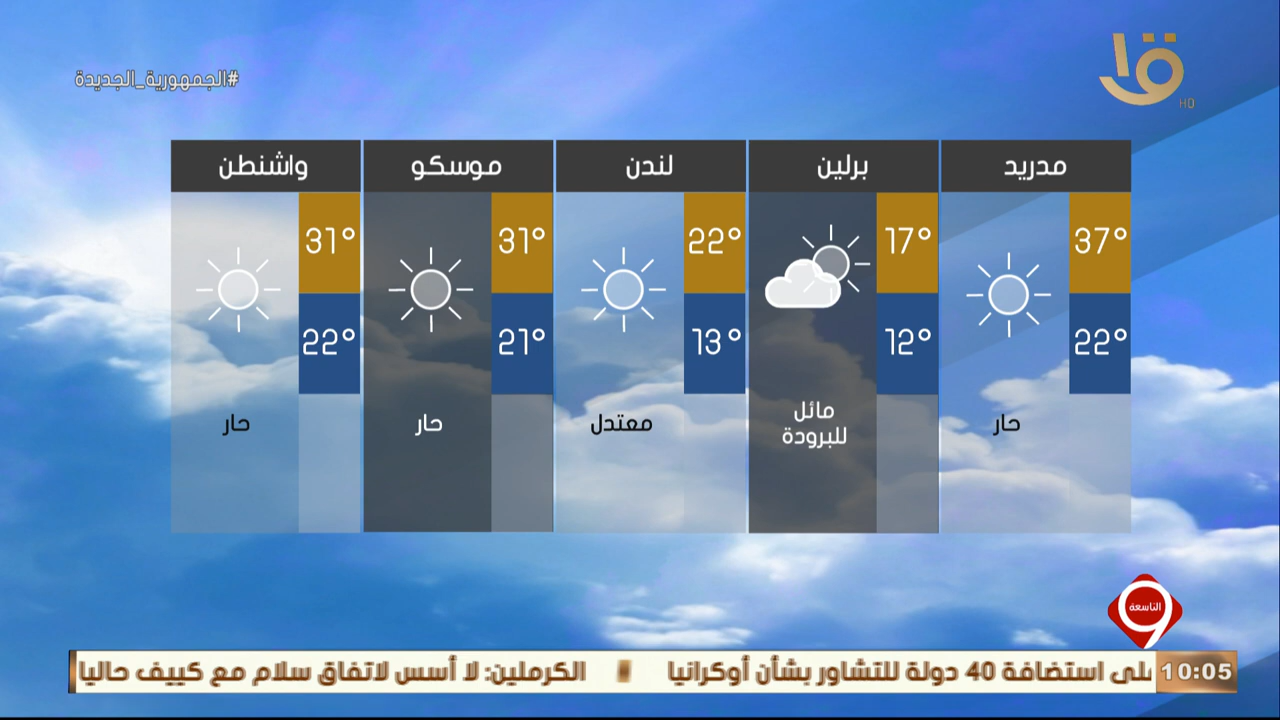 #الجمهورية_الجديدة
HD
مدريد
37°
22°
حار
برلين
17°
12°
مائل
للبرودة
لندن
22°
13°
معتدل
موسكو
31°
21°
حار
واشنطن
31°
22°
حار
التاسعة
9
10:05
استضافة 40 دولة للتشاور بشأن أوكرانيا
الكرملين: لا أسس لاتفاق سلام مع كييف حاليا